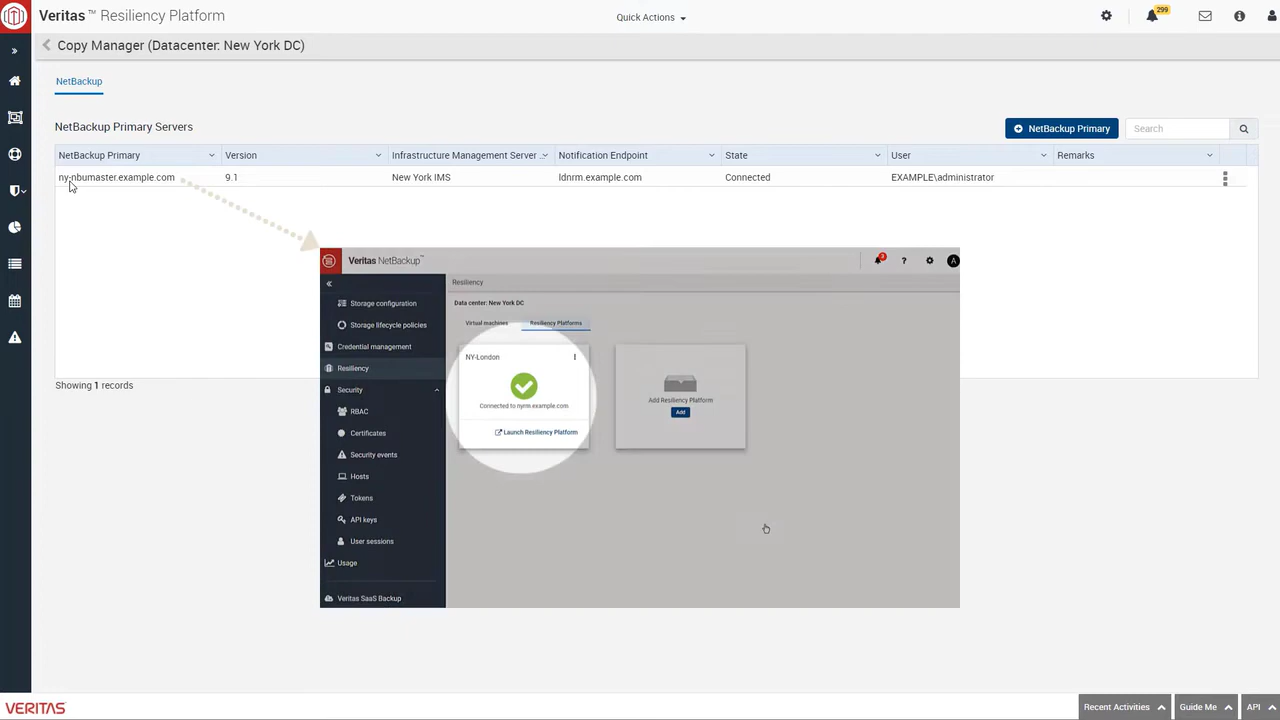 Veritas ™ Resiliency Platform
Quick Actions
299
Copy Manager (Datacenter: New York DC)
NetBackup
NetBackup Primary Servers
NetBackup Primary
Search
NetBackup Primary Version Infrastructure Management Server ... Notification Endpoint State User Remarks
ny-nbumaster.example.com 9.1 New York IMS ldnrm.example.com Connected EXAMPLE\administrator
Showing 1 records
Veritas NetBackup™
?
A
Resiliency
Data center: New York DC
Virtual machines Resiliency Platforms
NY-London
Connected to nyrm.example.com
Launch Resiliency Platform
Add Resiliency Platform
Add
Storage configuration
Storage lifecycle policies
Credential management
Resiliency
Security
RBAC
Certificates
Security events
Hosts
Tokens
API keys
User sessions
Usage
Veritas SaaS Backup
VERITAS
Recent Activities
Guide Me
API